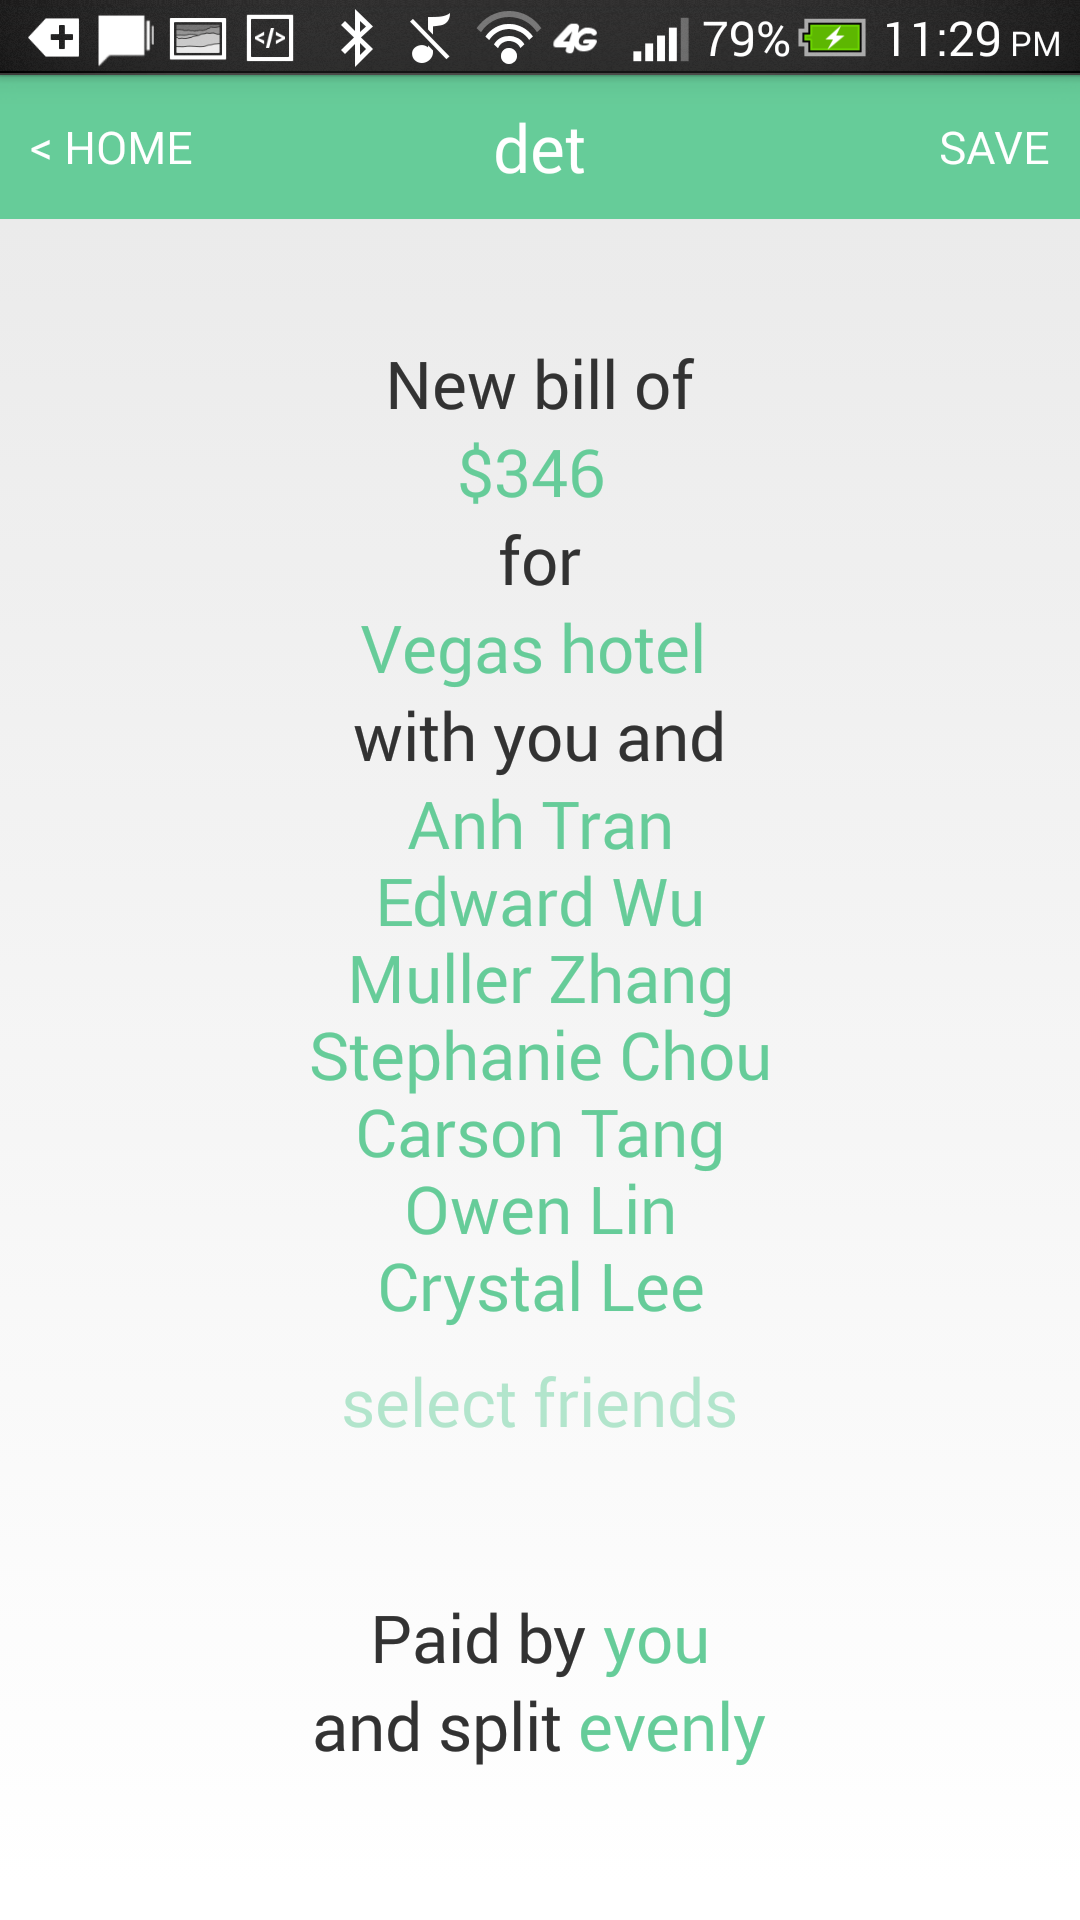 4G 79% 11:29 PM
< HOME det SAVE
New bill of
$346
for
Vegas hotel
with you and
Anh Tran
Edward Wu
Muller Zhang
Stephanie Chou
Carson Tang
Owen Lin
Crystal Lee
select friends
Paid by you
and split evenly